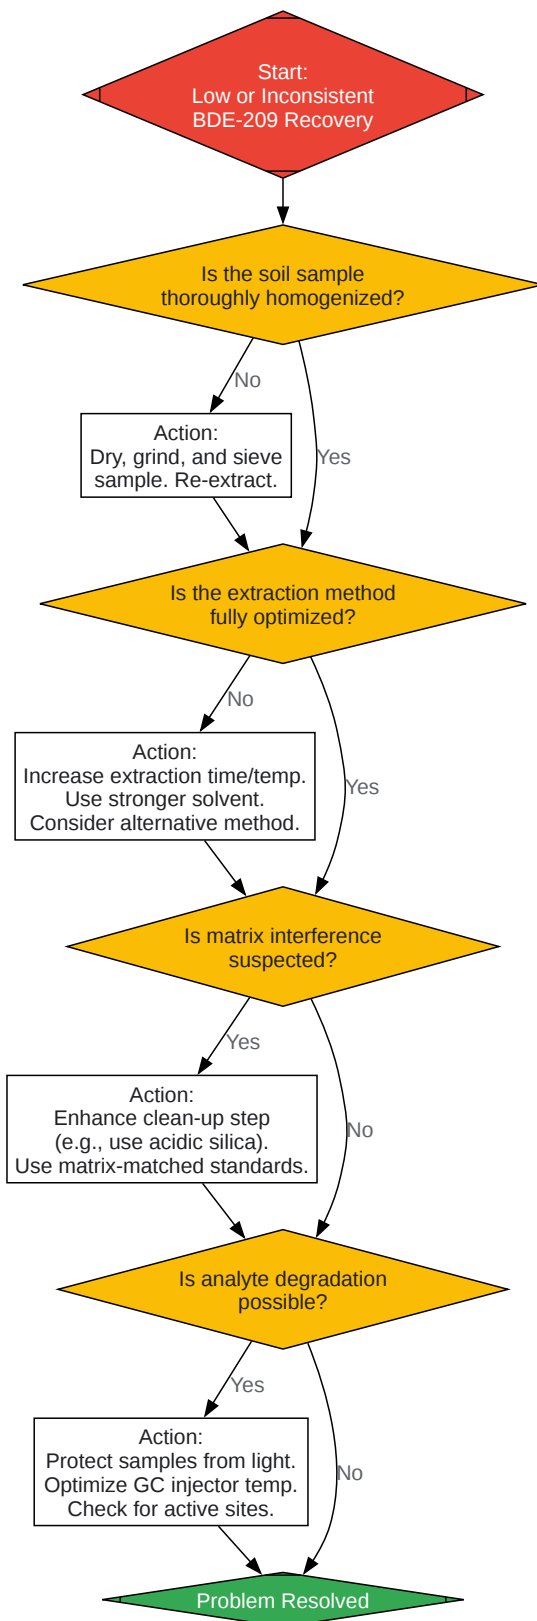 Start:
Low or Inconsistent
BDE-209 Recovery
Is the soil sample
thoroughly homogenized?
No
Action:
Dry, grind, and sieve
sample. Re-extract.
Yes
Is the extraction method
fully optimized?
No
Action:
Increase extraction time/temp.
Use stronger solvent.
Consider alternative method.
Yes
Is matrix interference
suspected?
Yes
Action:
Enhance clean-up step
(e.g., use acidic silica).
Use matrix-matched standards.
No
Is analyte degradation
possible?
Yes
Action:
Protect samples from light.
Optimize GC injector temp.
Check for active sites.
No
Problem Resolved